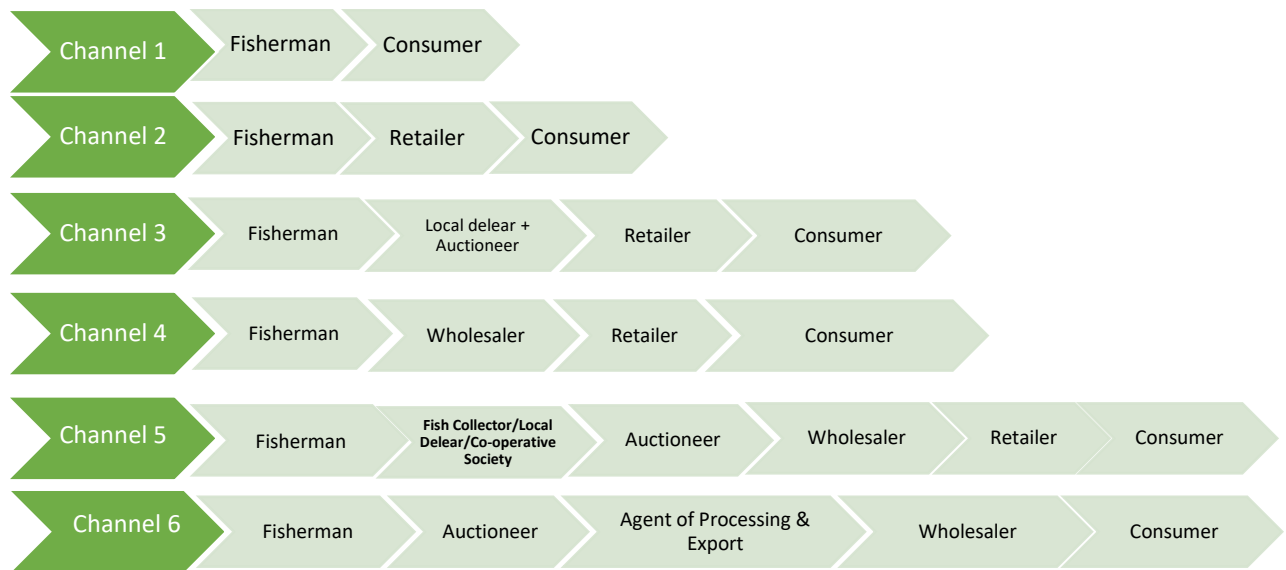 Channel 1
Fisherman
Consumer
Channel 2
Fisherman
Retailer
Consumer
Channel 3
Fisherman
Local delear +
Auctioneer
Retailer
Consumer
Channel 4
Fisherman
Wholesaler
Retailer
Consumer
Channel 5
Fisherman
Fish Collector/Local
Delear/Co-operative
Society
Auctioneer
Wholesaler
Retailer
Consumer
Channel 6
Fisherman
Auctioneer
Agent of Processing &
Export
Wholesaler
Consumer